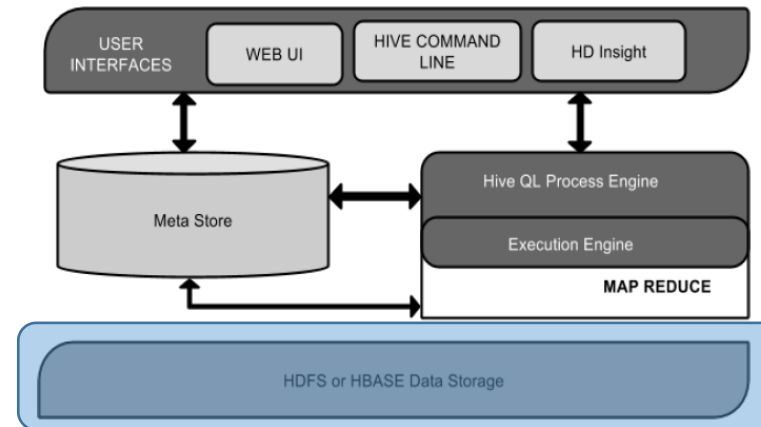 USER
INTERFACES
WEB UI
HIVE COMMAND
LINE
HD Insight
Meta Store
Hive QL Process Engine
Execution Engine
MAP REDUCE
HDFS or HBASE Data Storage